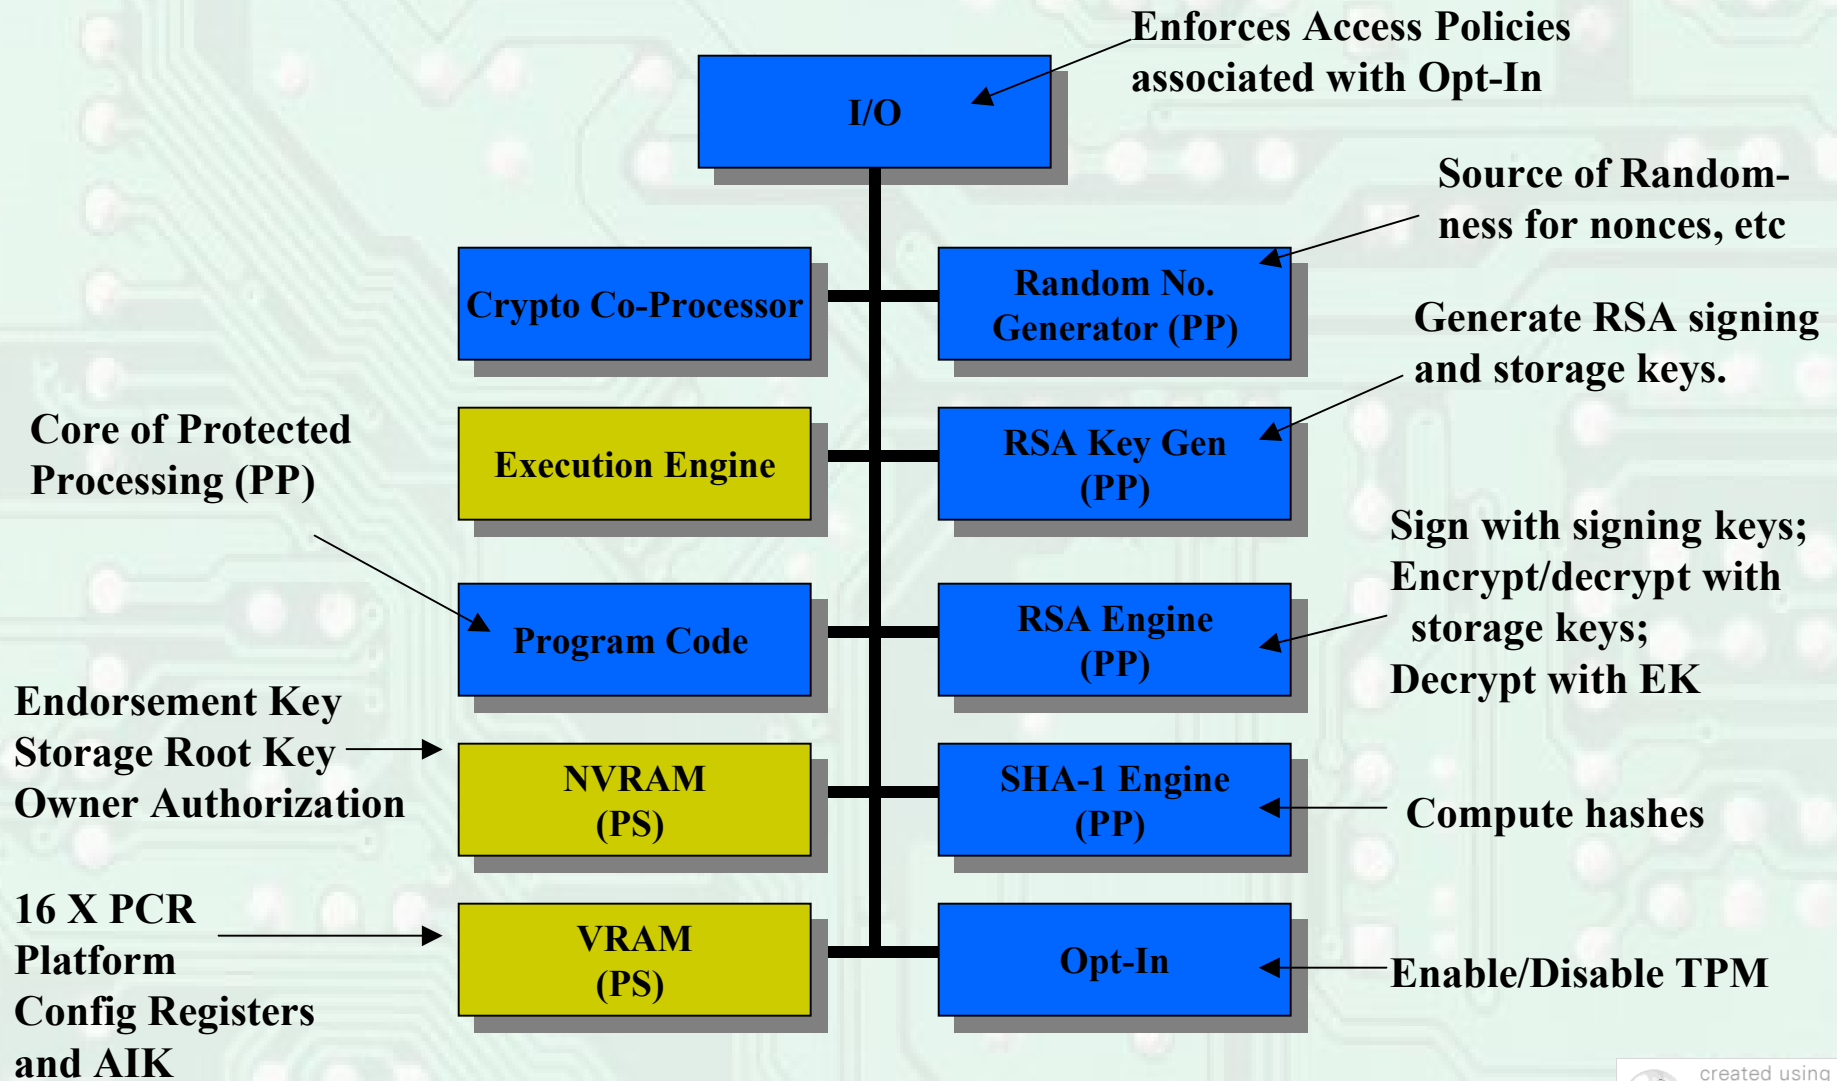 Enforces Access Policies
associated with Opt-In
I/O
Source of Random-
ness for nonces, etc
Crypto Co-Processor
Random No.
Generator (PP)
Generate RSA signing
and storage keys.
Core of Protected
Processing (PP)
Execution Engine
RSA Key Gen
(PP)
Sign with signing keys;
Encrypt/decrypt with
storage keys;
Decrypt with EK
Program Code
RSA Engine
(PP)
Endorsement Key
Storage Root Key
Owner Authorization
NVRAM
(PS)
SHA-1 Engine
(PP)
Compute hashes
16 X PCR
Platform
Config Registers
and AIK
VRAM
(PS)
Opt-In
Enable/Disable TPM
created using